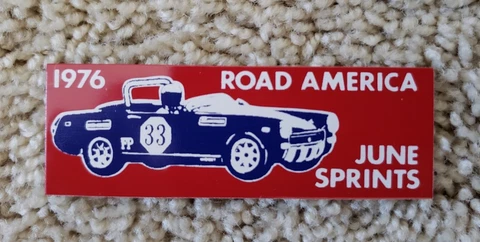 1976
ROAD AMERICA
33
FP
JUNE
SPRINTS